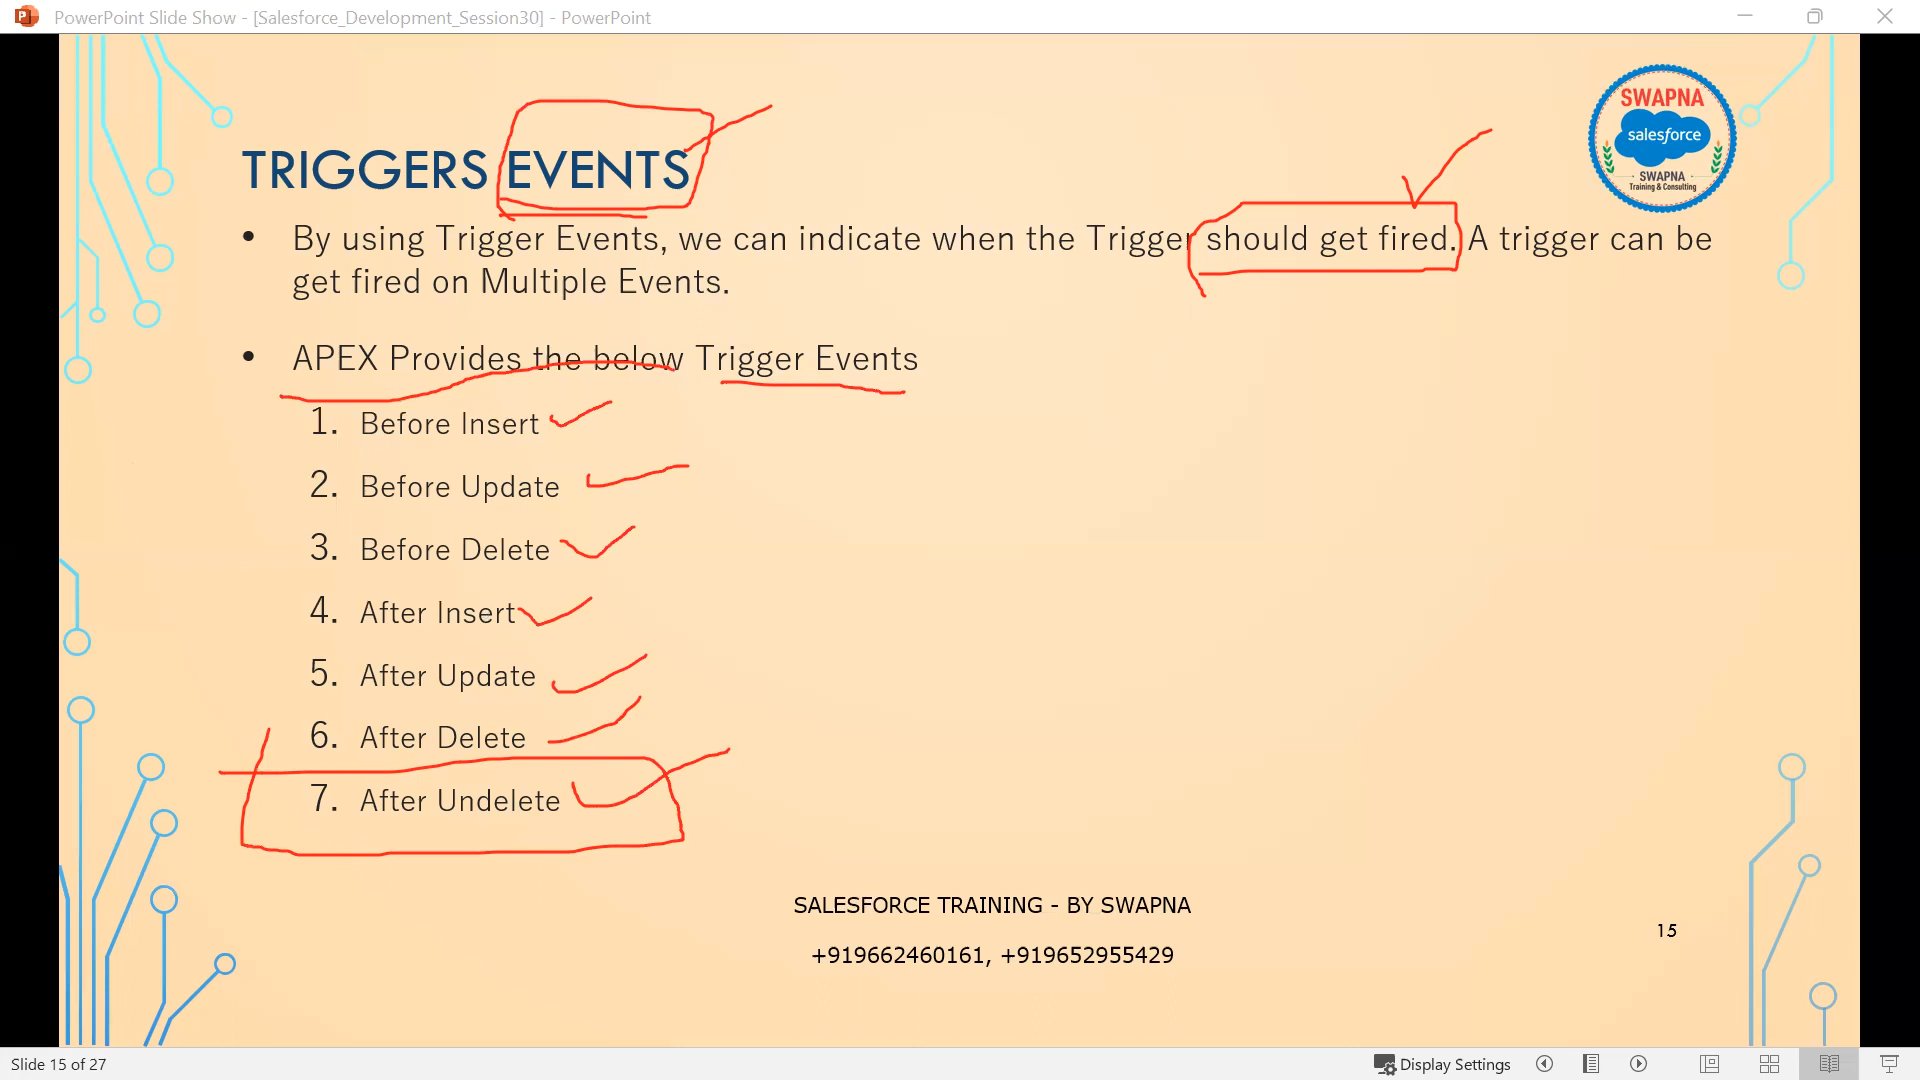 PowerPoint Slide Show - [Salesforce_Development_Session30] - PowerPoint
SWAPNA
salesforce
SWAPNA
Training & Consulting
TRIGGERS EVENTS
• By using Trigger Events, we can indicate when the Trigger should get fired. A trigger can be
get fired on Multiple Events.
• APEX Provides the below Trigger Events
1. Before Insert
2. Before Update
3. Before Delete
4. After Insert
5. After Update
6. After Delete
7. After Undelete
SALESFORCE TRAINING - BY SWAPNA
+919662460161, +919652955429
15
Slide 15 of 27
Display Settings